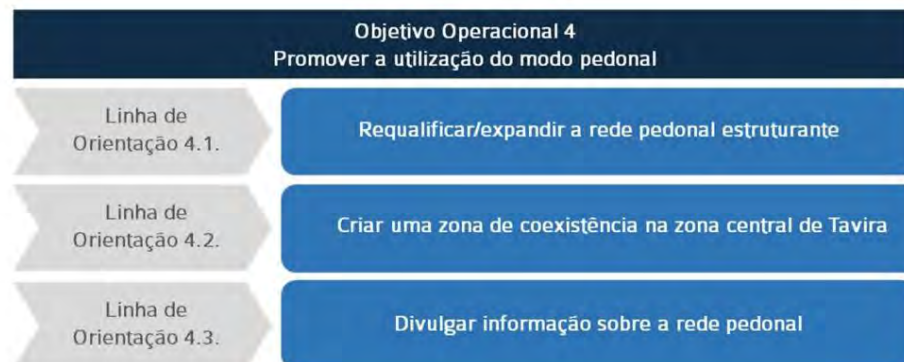 Objetivo Operacional 4
Promover a utilização do modo pedonal
Linha de
Orientação 4.1.
Requalificar/expandir a rede pedonal estruturante
Linha de
Orientação 4.2.
Criar uma zona de coexistência na zona central de Tavira
Linha de
Orientação 4.3.
Divulgar informação sobre a rede pedonal